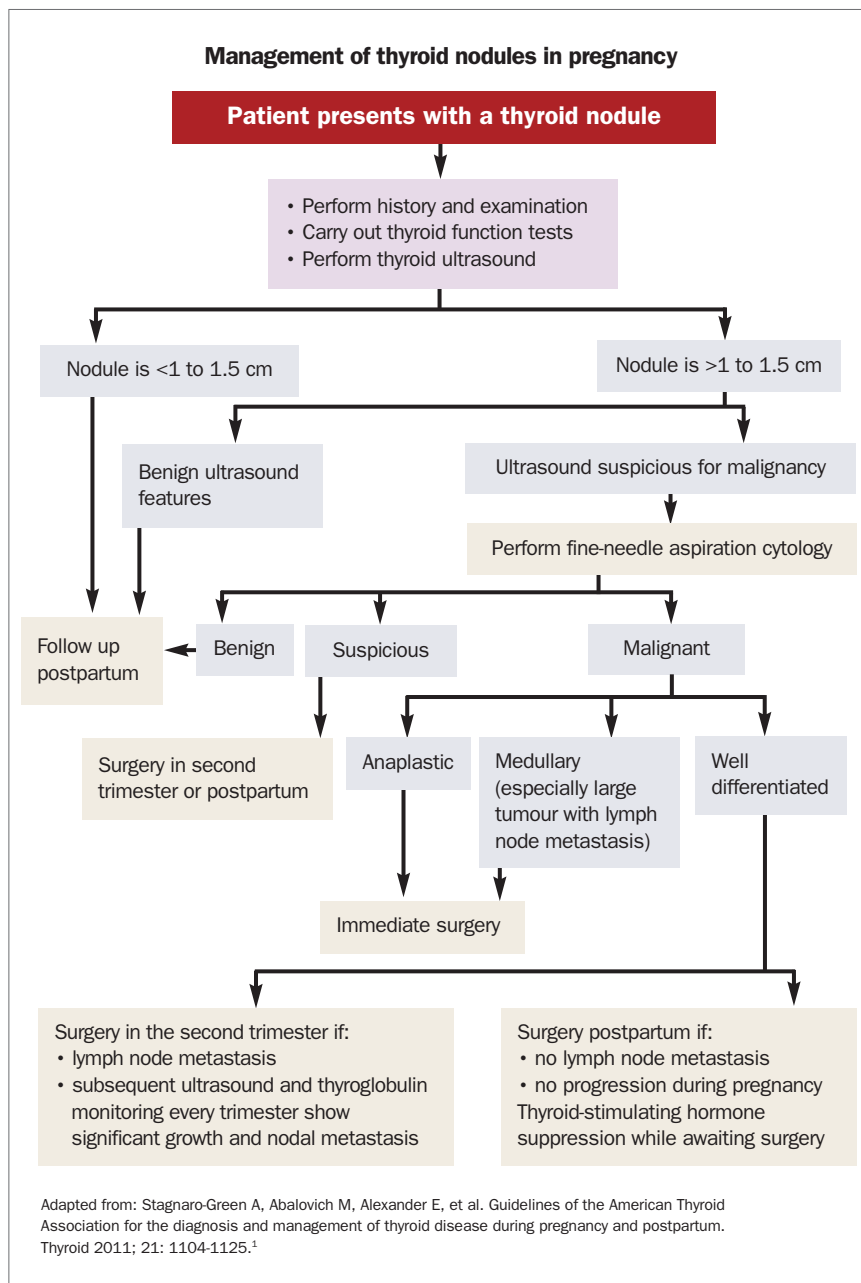 Management of thyroid nodules in pregnancy
Patient presents with a thyroid nodule
• Perform history and examination
• Carry out thyroid function tests
• Perform thyroid ultrasound
Nodule is <1 to 1.5 cm
Nodule is >1 to 1.5 cm
Benign ultrasound
features
Ultrasound suspicious for malignancy
Perform fine-needle aspiration cytology
Follow up
postpartum
Benign
Suspicious
Malignant
Surgery in second
trimester or postpartum
Anaplastic
Medullary
(especially large
tumour with lymph
node metastasis)
Well
differentiated
Immediate surgery
Surgery in the second trimester if:
• lymph node metastasis
• subsequent ultrasound and thyroglobulin
monitoring every trimester show
significant growth and nodal metastasis
Surgery postpartum if:
• no lymph node metastasis
• no progression during pregnancy
Thyroid-stimulating hormone
suppression while awaiting surgery
Adapted from: Stagnaro-Green A, Abalovich M, Alexander E, et al. Guidelines of the American Thyroid
Association for the diagnosis and management of thyroid disease during pregnancy and postpartum.
Thyroid 2011; 21: 1104-1125.¹